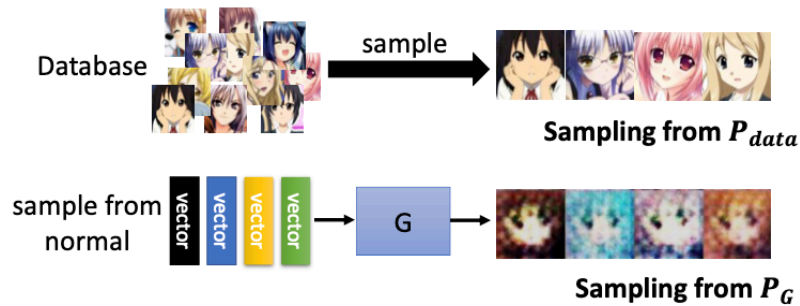 Database
sample
Sampling from P_data
sample from
normal
vector
vector
vector
vector
G
Sampling from P_G